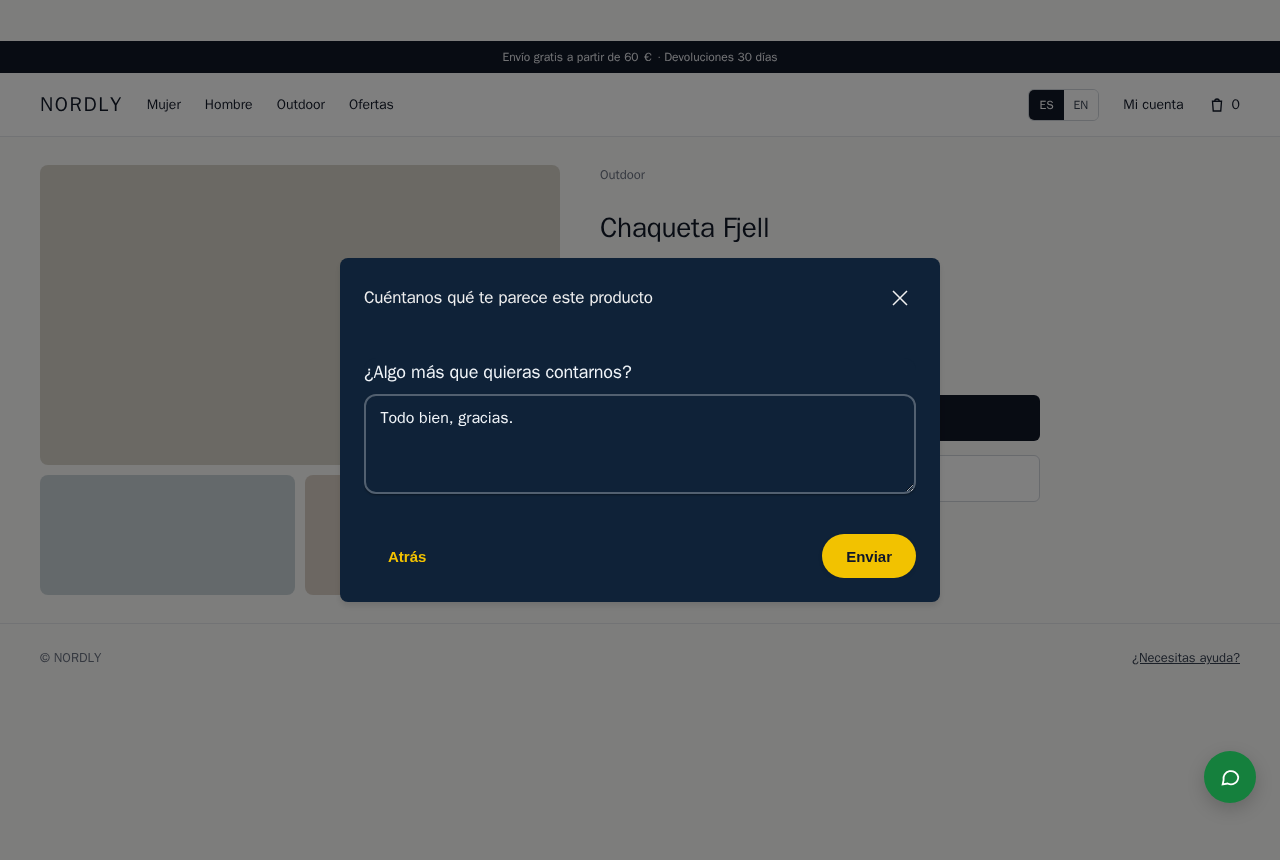 Envío gratis a partir de 60 € · Devoluciones 30 días
NORDLY Mujer Hombre Outdoor Ofertas ES EN Mi cuenta 0
Outdoor
Chaqueta Fjell
Cuéntanos qué te parece este producto
¿Algo más que quieras contarnos?
Todo bien, gracias.
Atrás Enviar
© NORDLY ¿Necesitas ayuda?